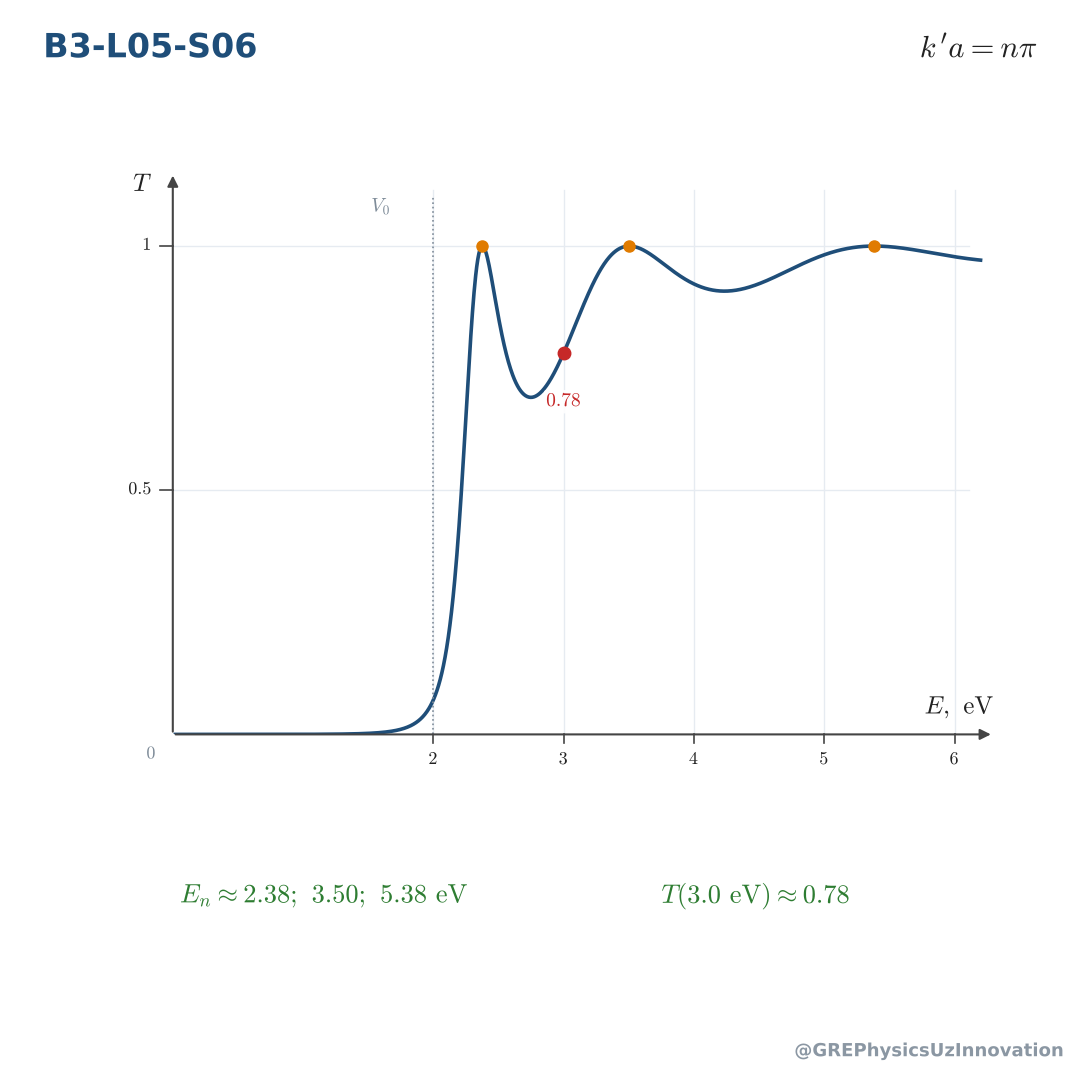 B3-L05-S06
k′a = nπ
T
V₀
1
0.78
0.5
E, eV
0
2 3 4 5 6
Eₙ ≈ 2.38; 3.50; 5.38 eV
T(3.0 eV) ≈ 0.78
@GREPhysicsUzInnovation